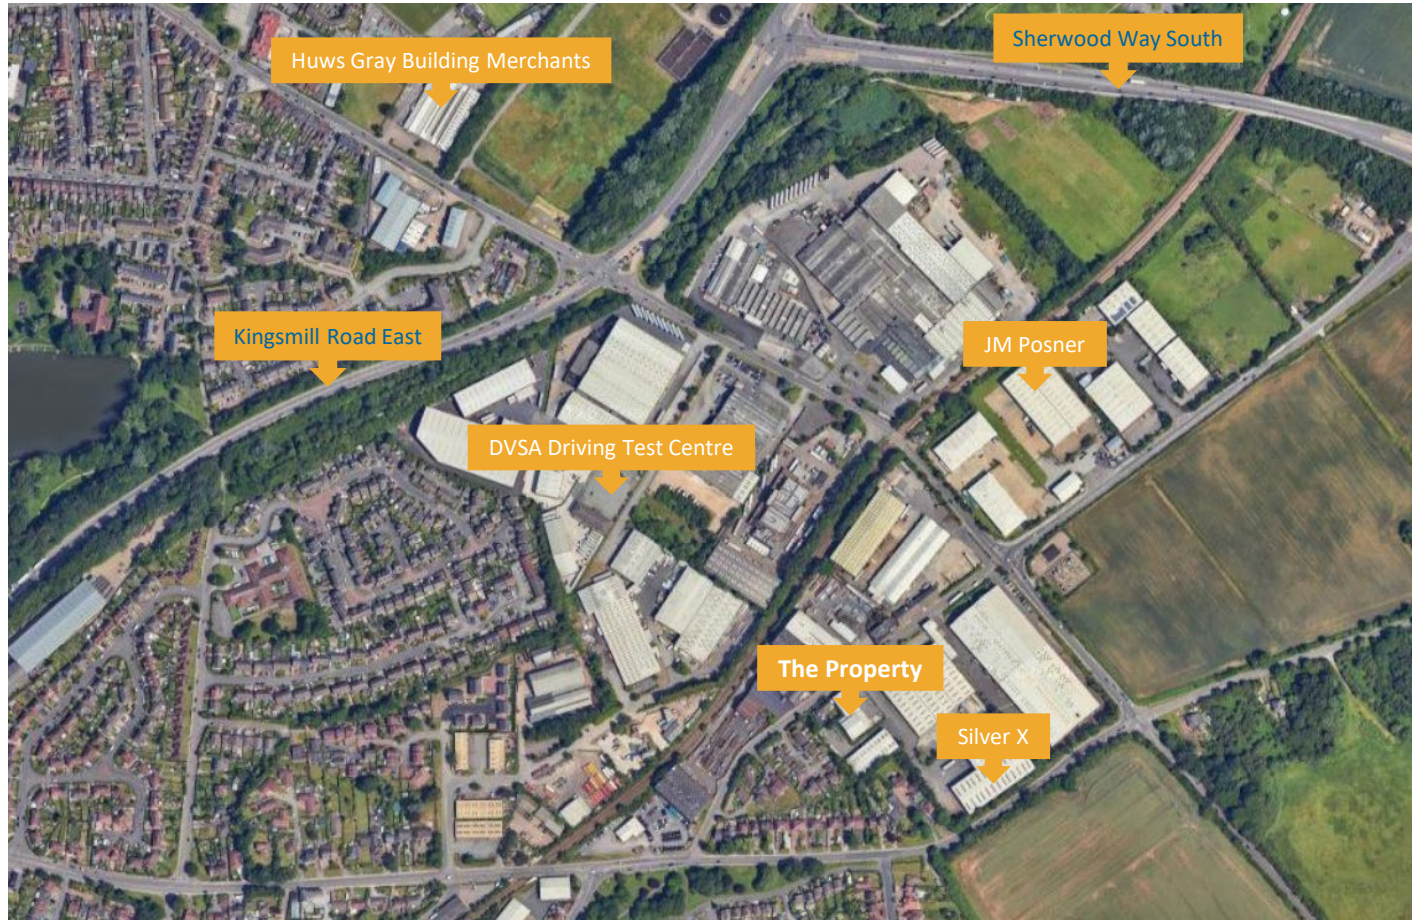 Sherwood Way South
Huws Gray Building Merchants
Kingsmill Road East
JM Posner
DVSA Driving Test Centre
The Property
Silver X